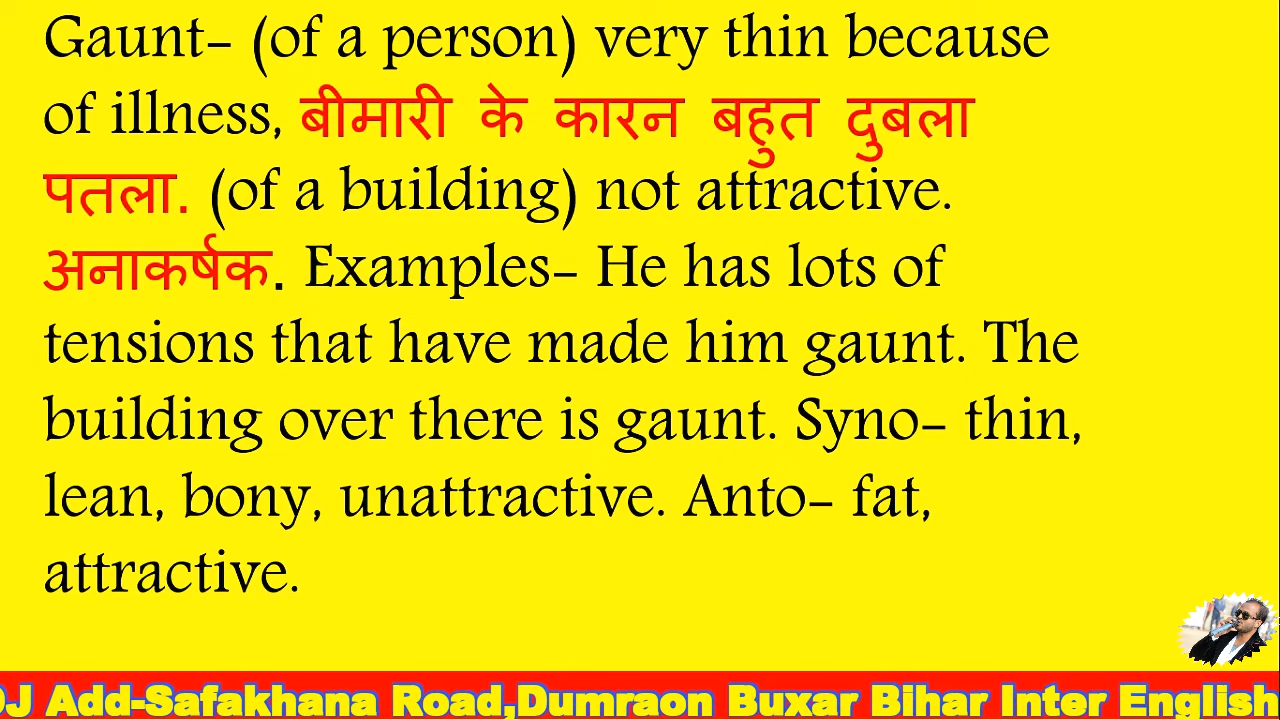 Gaunt– (of a person) very thin because
of illness, बीमारी के कारन बहुत दुबला
पतला. (of a building) not attractive.
अनाकर्षक. Examples– He has lots of
tensions that have made him gaunt. The
building over there is gaunt. Syno– thin,
lean, bony, unattractive. Anto– fat,
attractive.
DJ Add-Safakhana Road,Dumraon Buxar Bihar Inter English